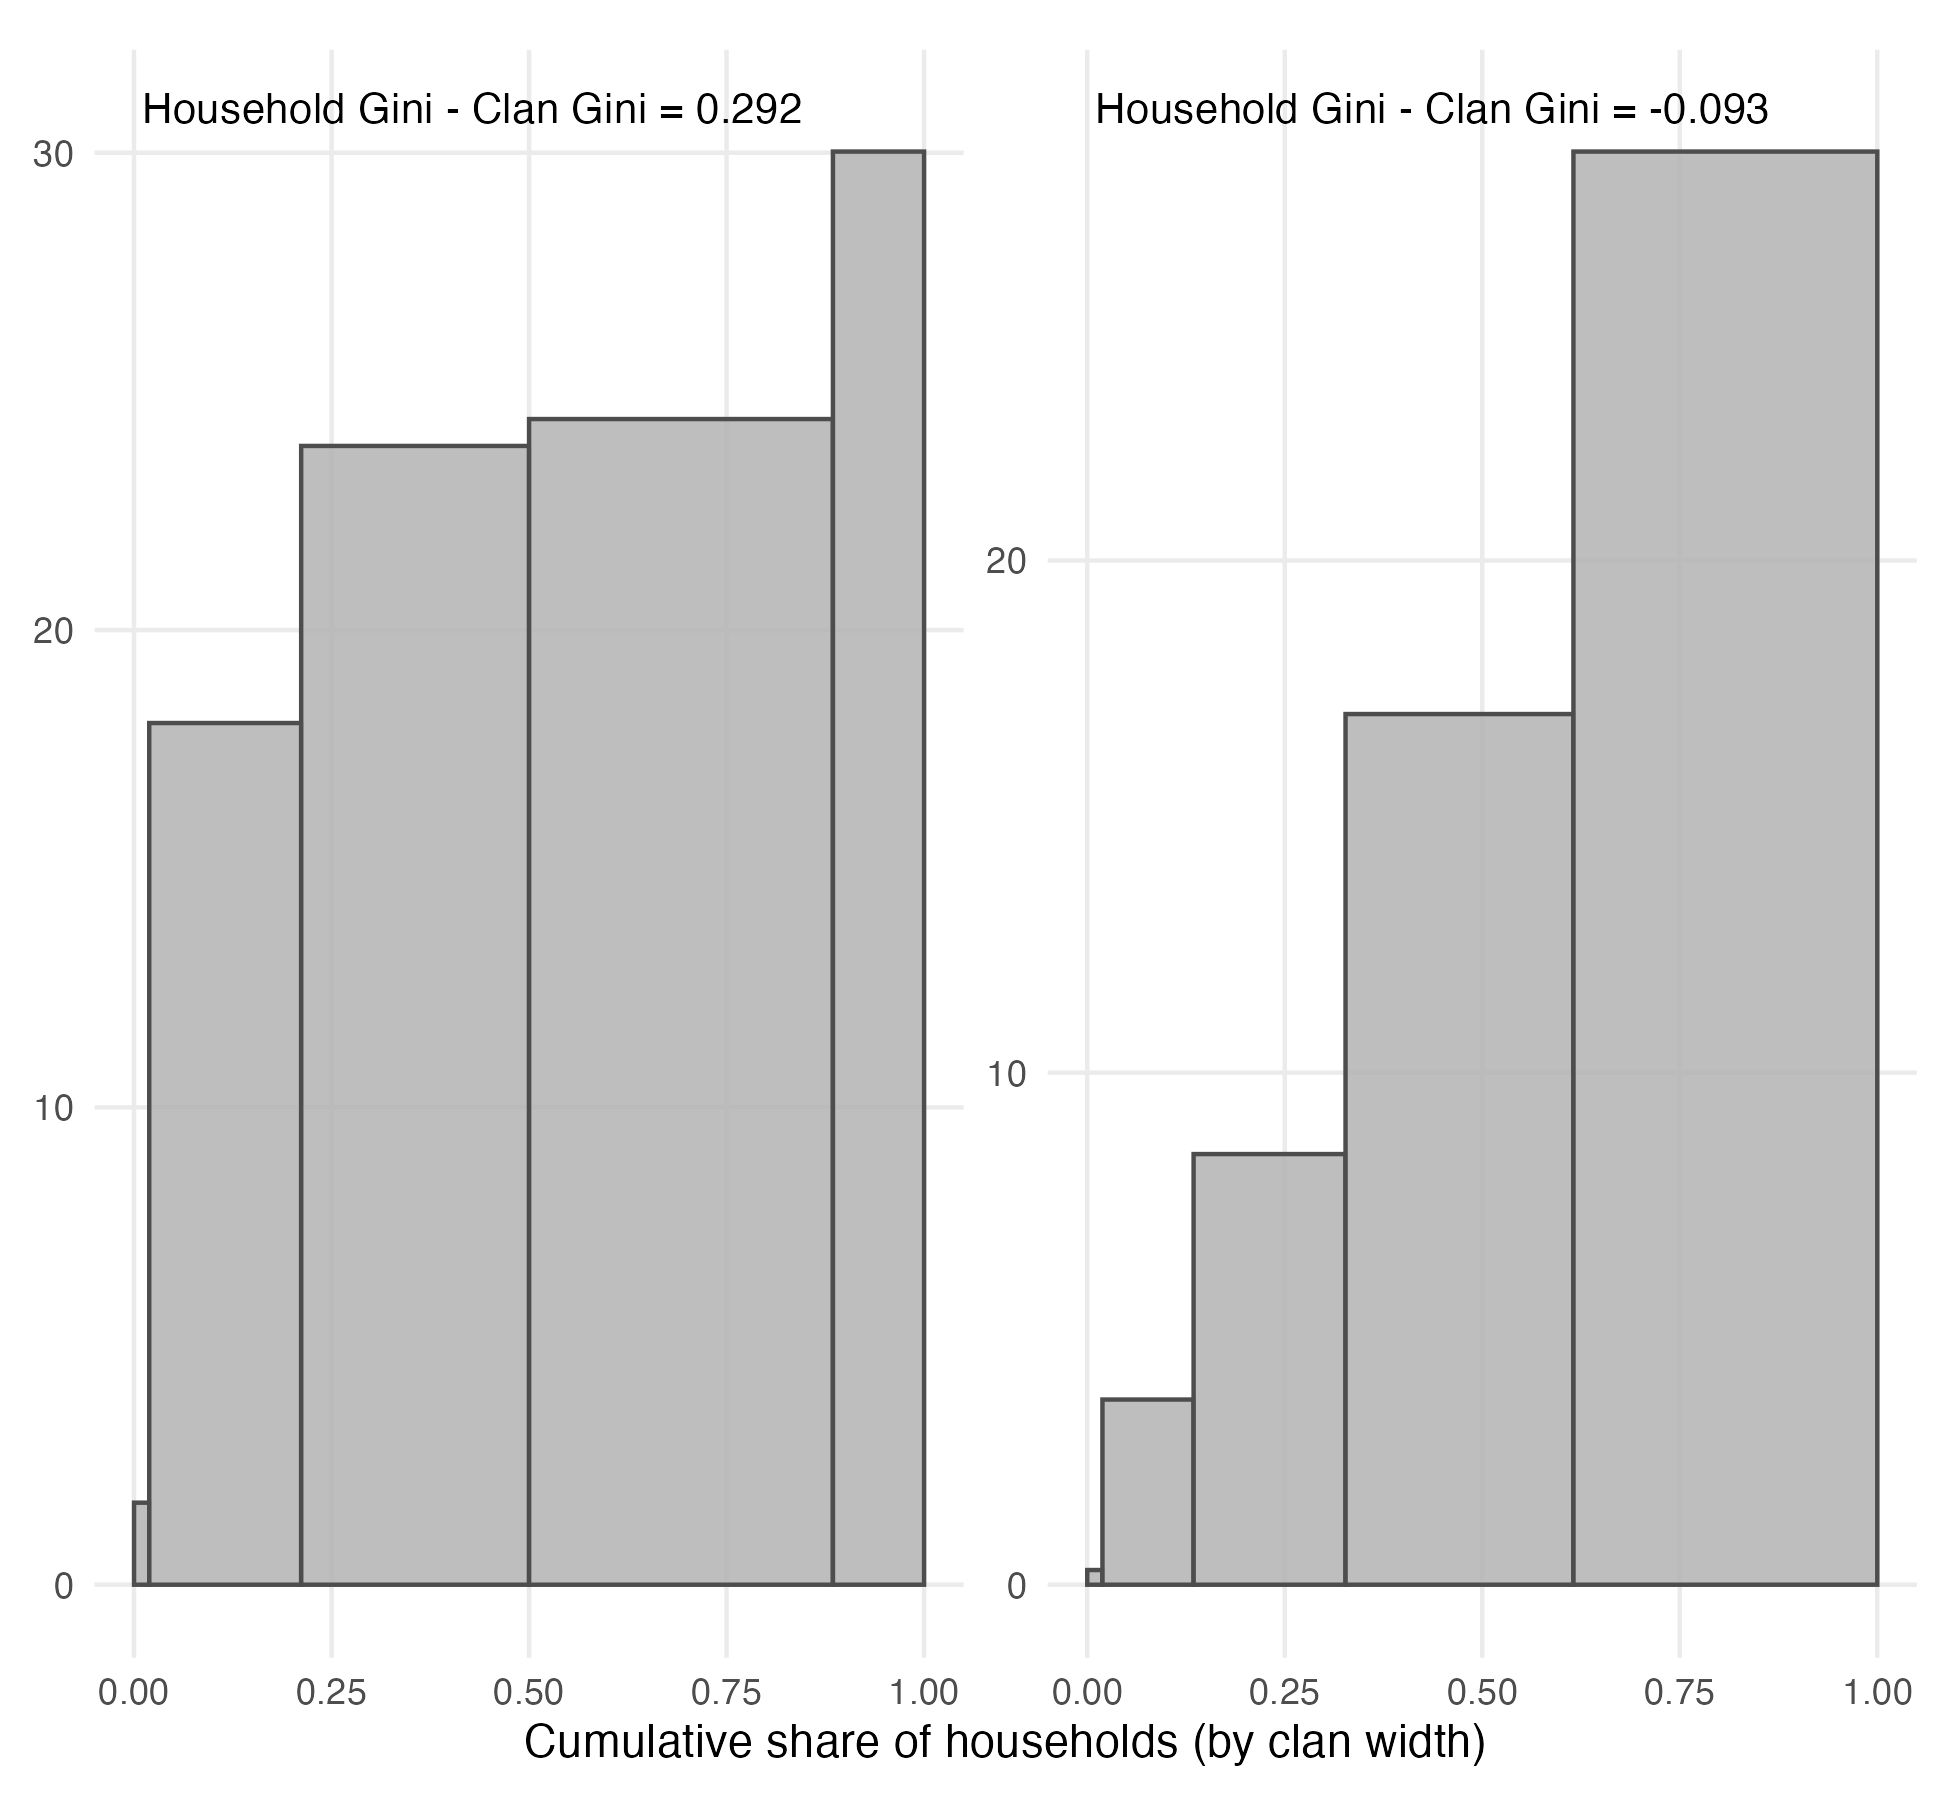 Household Gini - Clan Gini = 0.292
Household Gini - Clan Gini = -0.093
30
20
10
0
20
10
0
0.00 0.25 0.50 0.75 1.00
0.00 0.25 0.50 0.75 1.00
Cumulative share of households (by clan width)